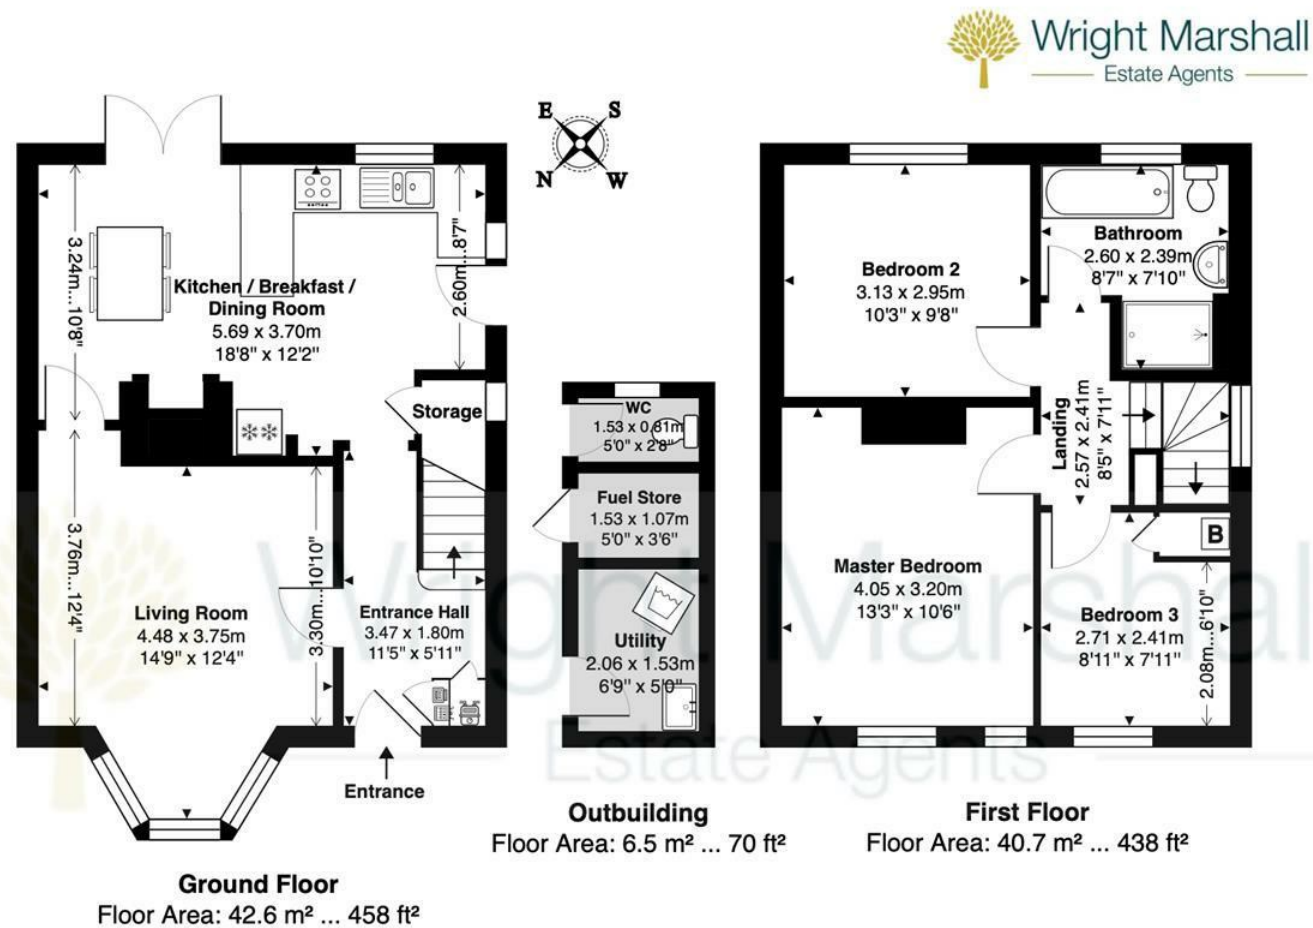 Wright Marshall
Estate Agents
E S
N W
3.24m...10'8"
2.60m...8'7"
Kitchen / Breakfast /
Dining Room
5.69 x 3.70m
18'8" x 12'2"
Storage
3.76m...12'4"
3.30m...10'10"
Living Room
4.48 x 3.75m
14'9" x 12'4"
Entrance Hall
3.47 x 1.80m
11'5" x 5'11"
Entrance
Ground Floor
Floor Area: 42.6 m² ... 458 ft²
WC
1.53 x 0.81m
5'0" x 2'8"
Fuel Store
1.53 x 1.07m
5'0" x 3'6"
Utility
2.06 x 1.53m
6'9" x 5'0"
Outbuilding
Floor Area: 6.5 m² ... 70 ft²
Bedroom 2
3.13 x 2.95m
10'3" x 9'8"
Bathroom
2.60 x 2.39m
8'7" x 7'10"
Landing
2.57 x 2.41m
8'5" x 7'11"
B
Master Bedroom
4.05 x 3.20m
13'3" x 10'6"
Bedroom 3
2.71 x 2.41m
8'11" x 7'11"
2.08m...6'10"
First Floor
Floor Area: 40.7 m² ... 438 ft²
Wright Marshall
Estate Agents